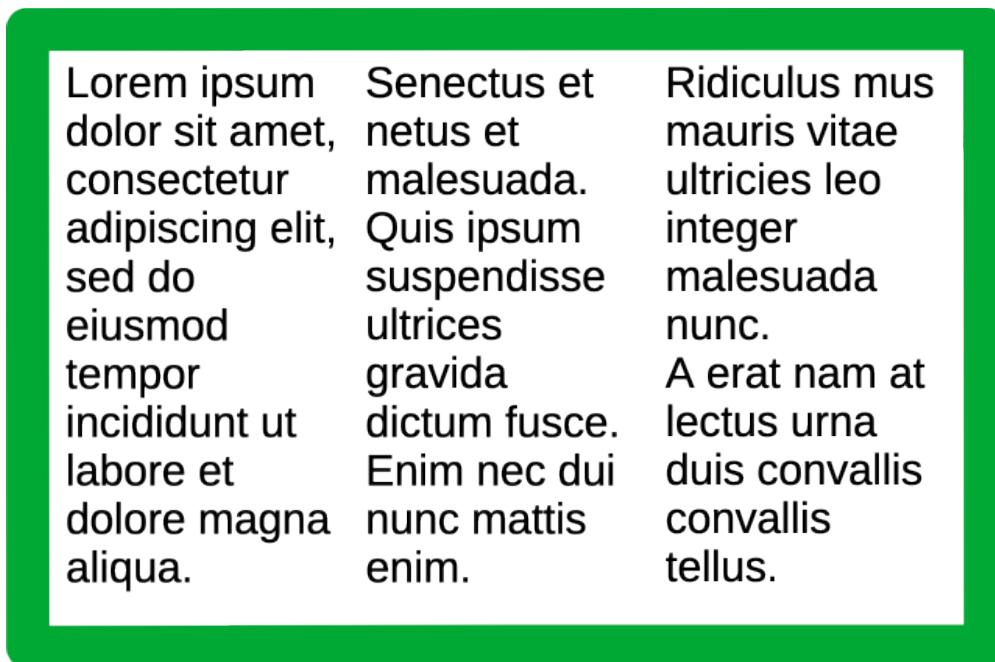 Lorem ipsum
dolor sit amet,
consectetur
adipiscing elit,
sed do
eiusmod
tempor
incididunt ut
labore et
dolore magna
aliqua.
Senectus et
netus et
malesuada.
Quis ipsum
suspendisse
ultrices
gravida
dictum fusce.
Enim nec dui
nunc mattis
enim.
Ridiculus mus
mauris vitae
ultricies leo
integer
malesuada
nunc.
A erat nam at
lectus urna
duis convallis
convallis
tellus.